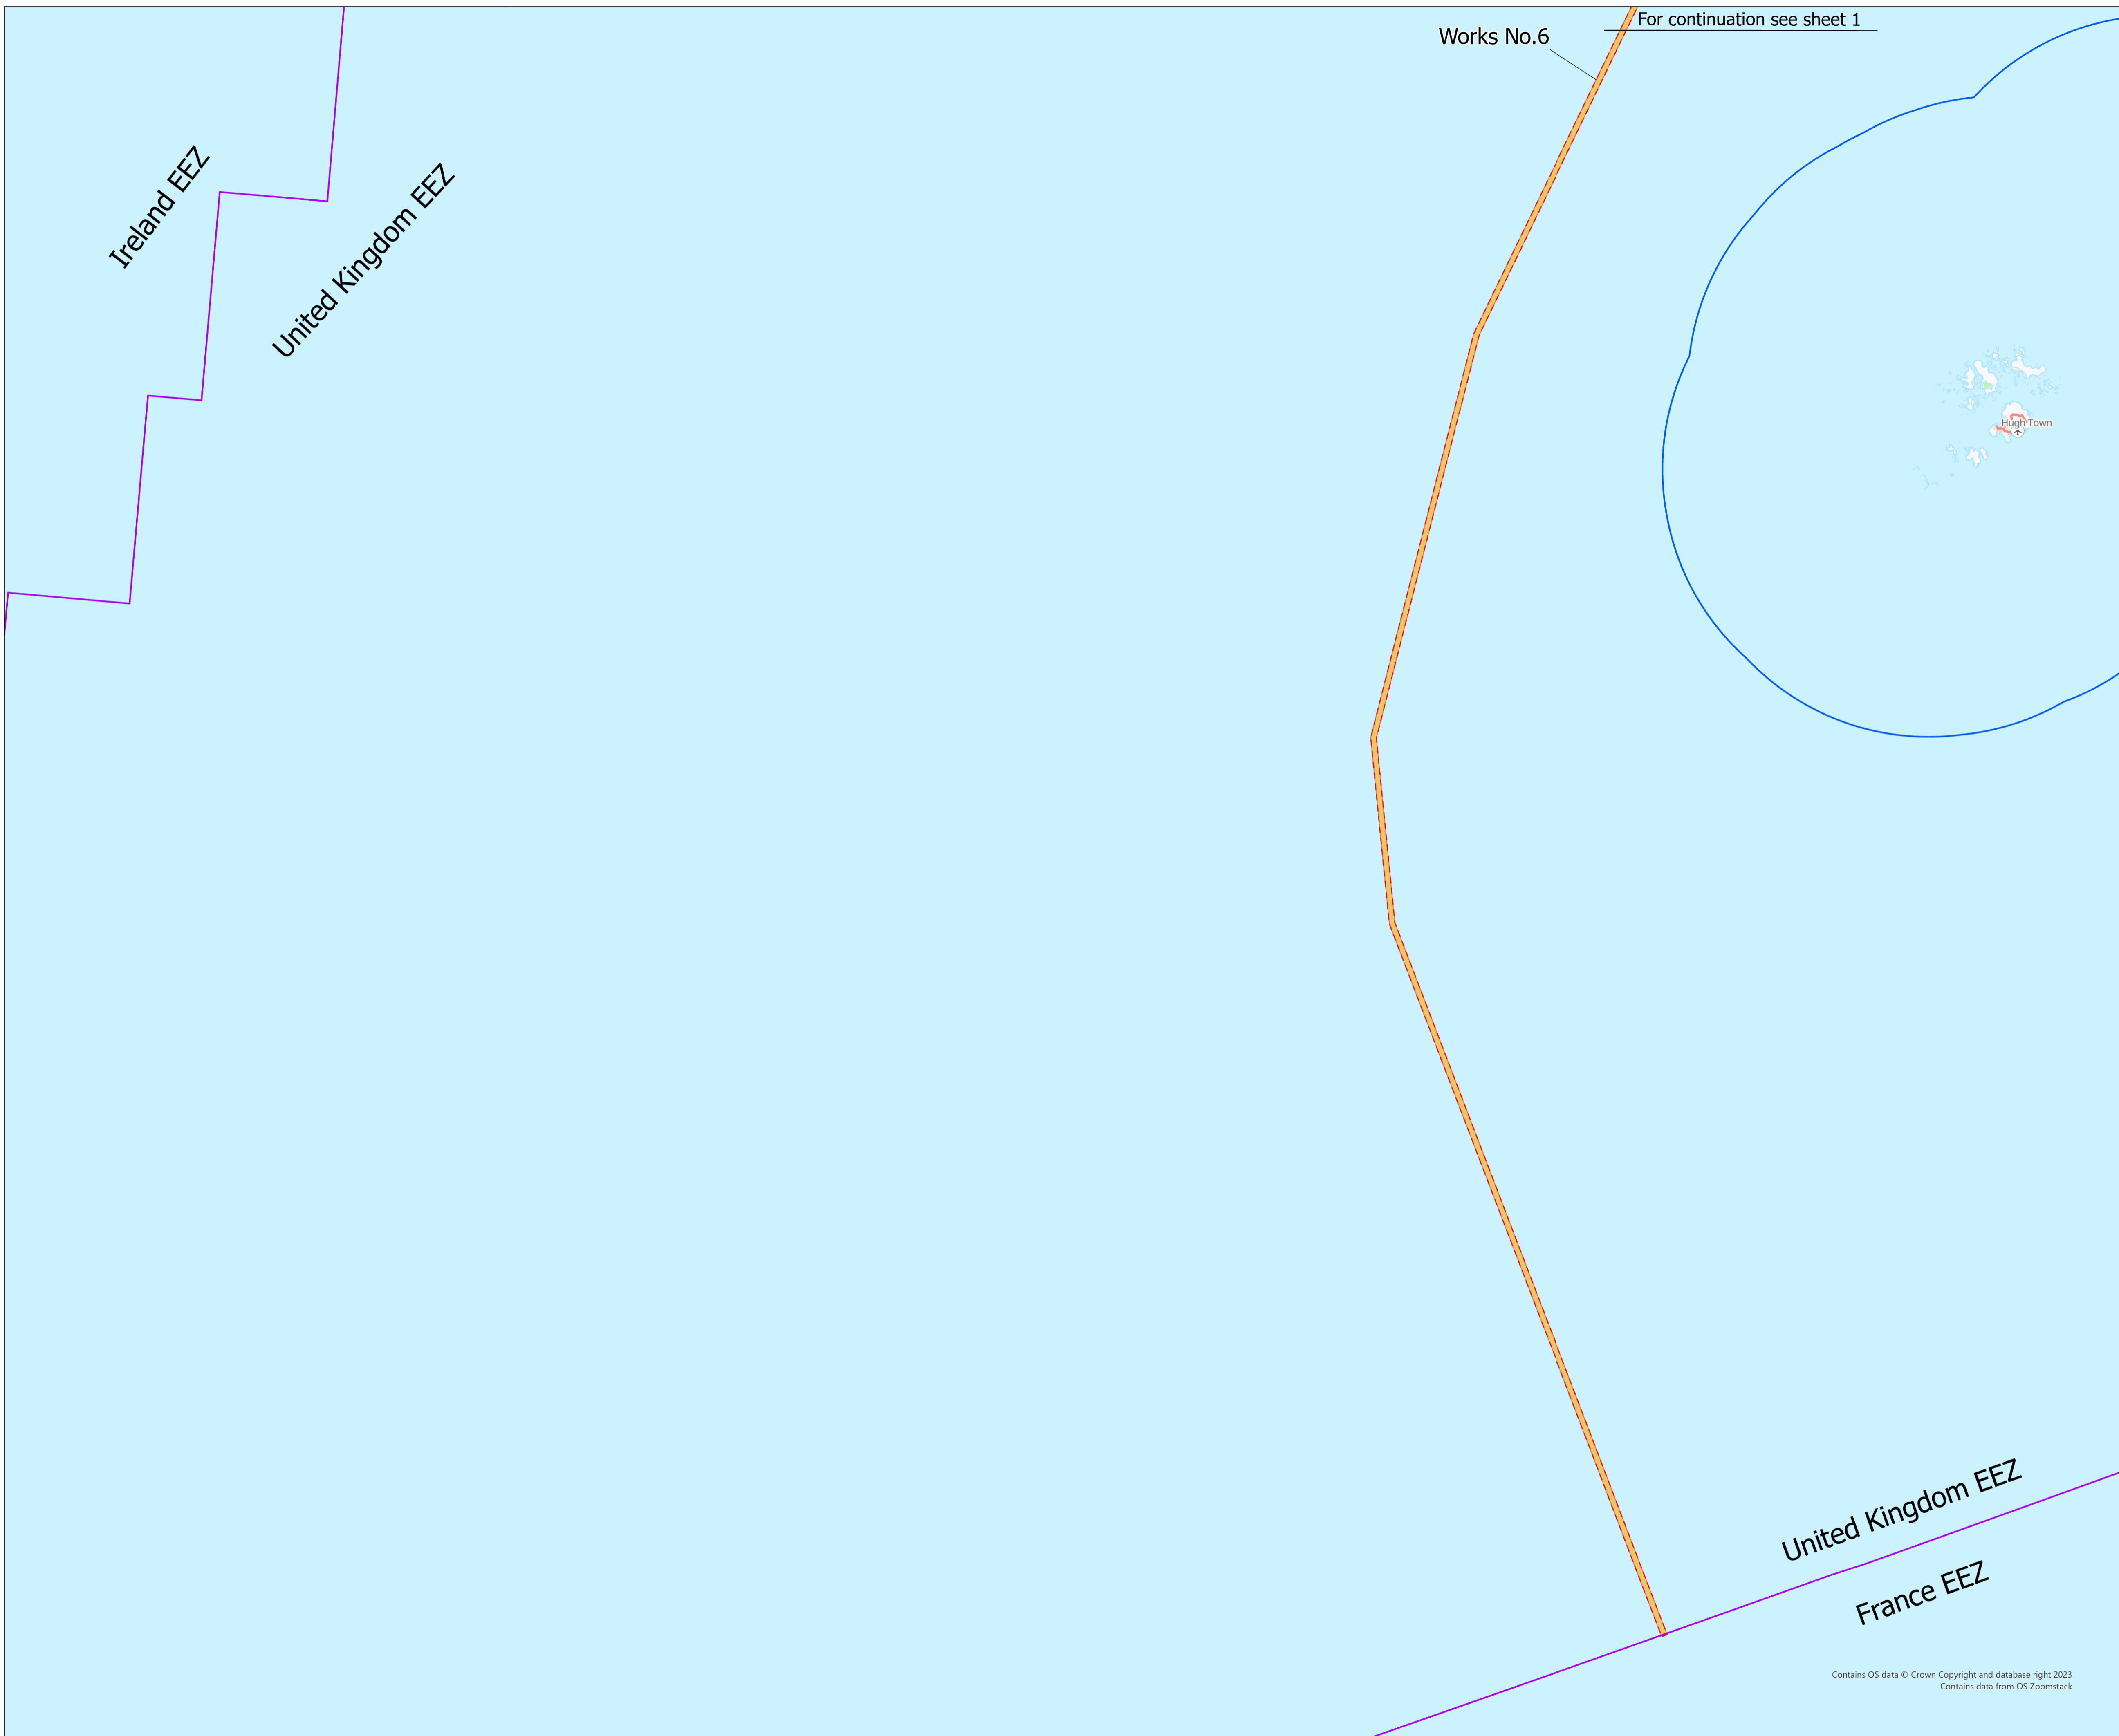 For continuation see sheet 1
Works No.6
Ireland EEZ
United Kingdom EEZ
Hugh Town
United Kingdom EEZ
France EEZ
Contains OS data © Crown Copyright and database right 2023
Contains data from OS Zoomstack